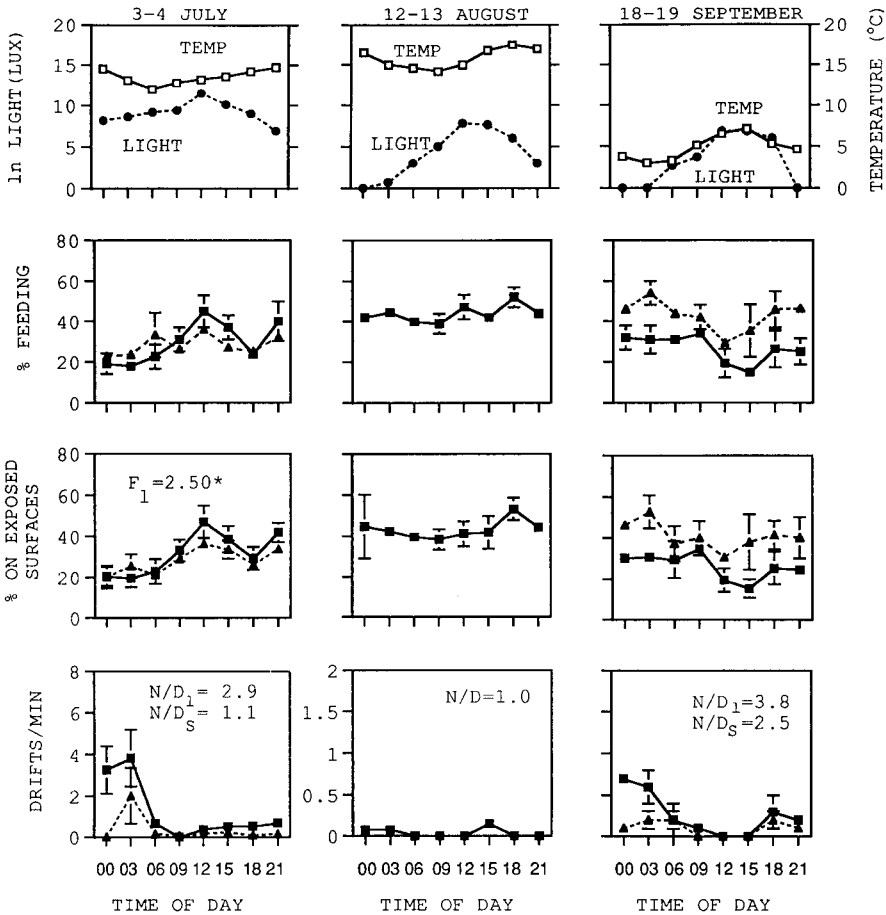 3-4 JULY
12-13 AUGUST
18-19 SEPTEMBER
ln LIGHT(LUX)
20
15
10
5
0
TEMP
LIGHT
TEMP
LIGHT
TEMP
LIGHT
20
15
10
5
0
TEMPERATURE (°C)
% FEEDING
80
60
40
20
0
% ON EXPOSED
SURFACES
80
60
40
20
0
F1=2.50*
DRIFTS/MIN
8
6
4
2
0
N/D1= 2.9
N/DS= 1.1
2
1.5
1
0.5
0
N/D=1.0
N/D1=3.8
N/DS=2.5
00 03 06 09 12 15 18 21
00 03 06 09 12 15 18 21
00 03 06 09 12 15 18 21
TIME OF DAY
TIME OF DAY
TIME OF DAY